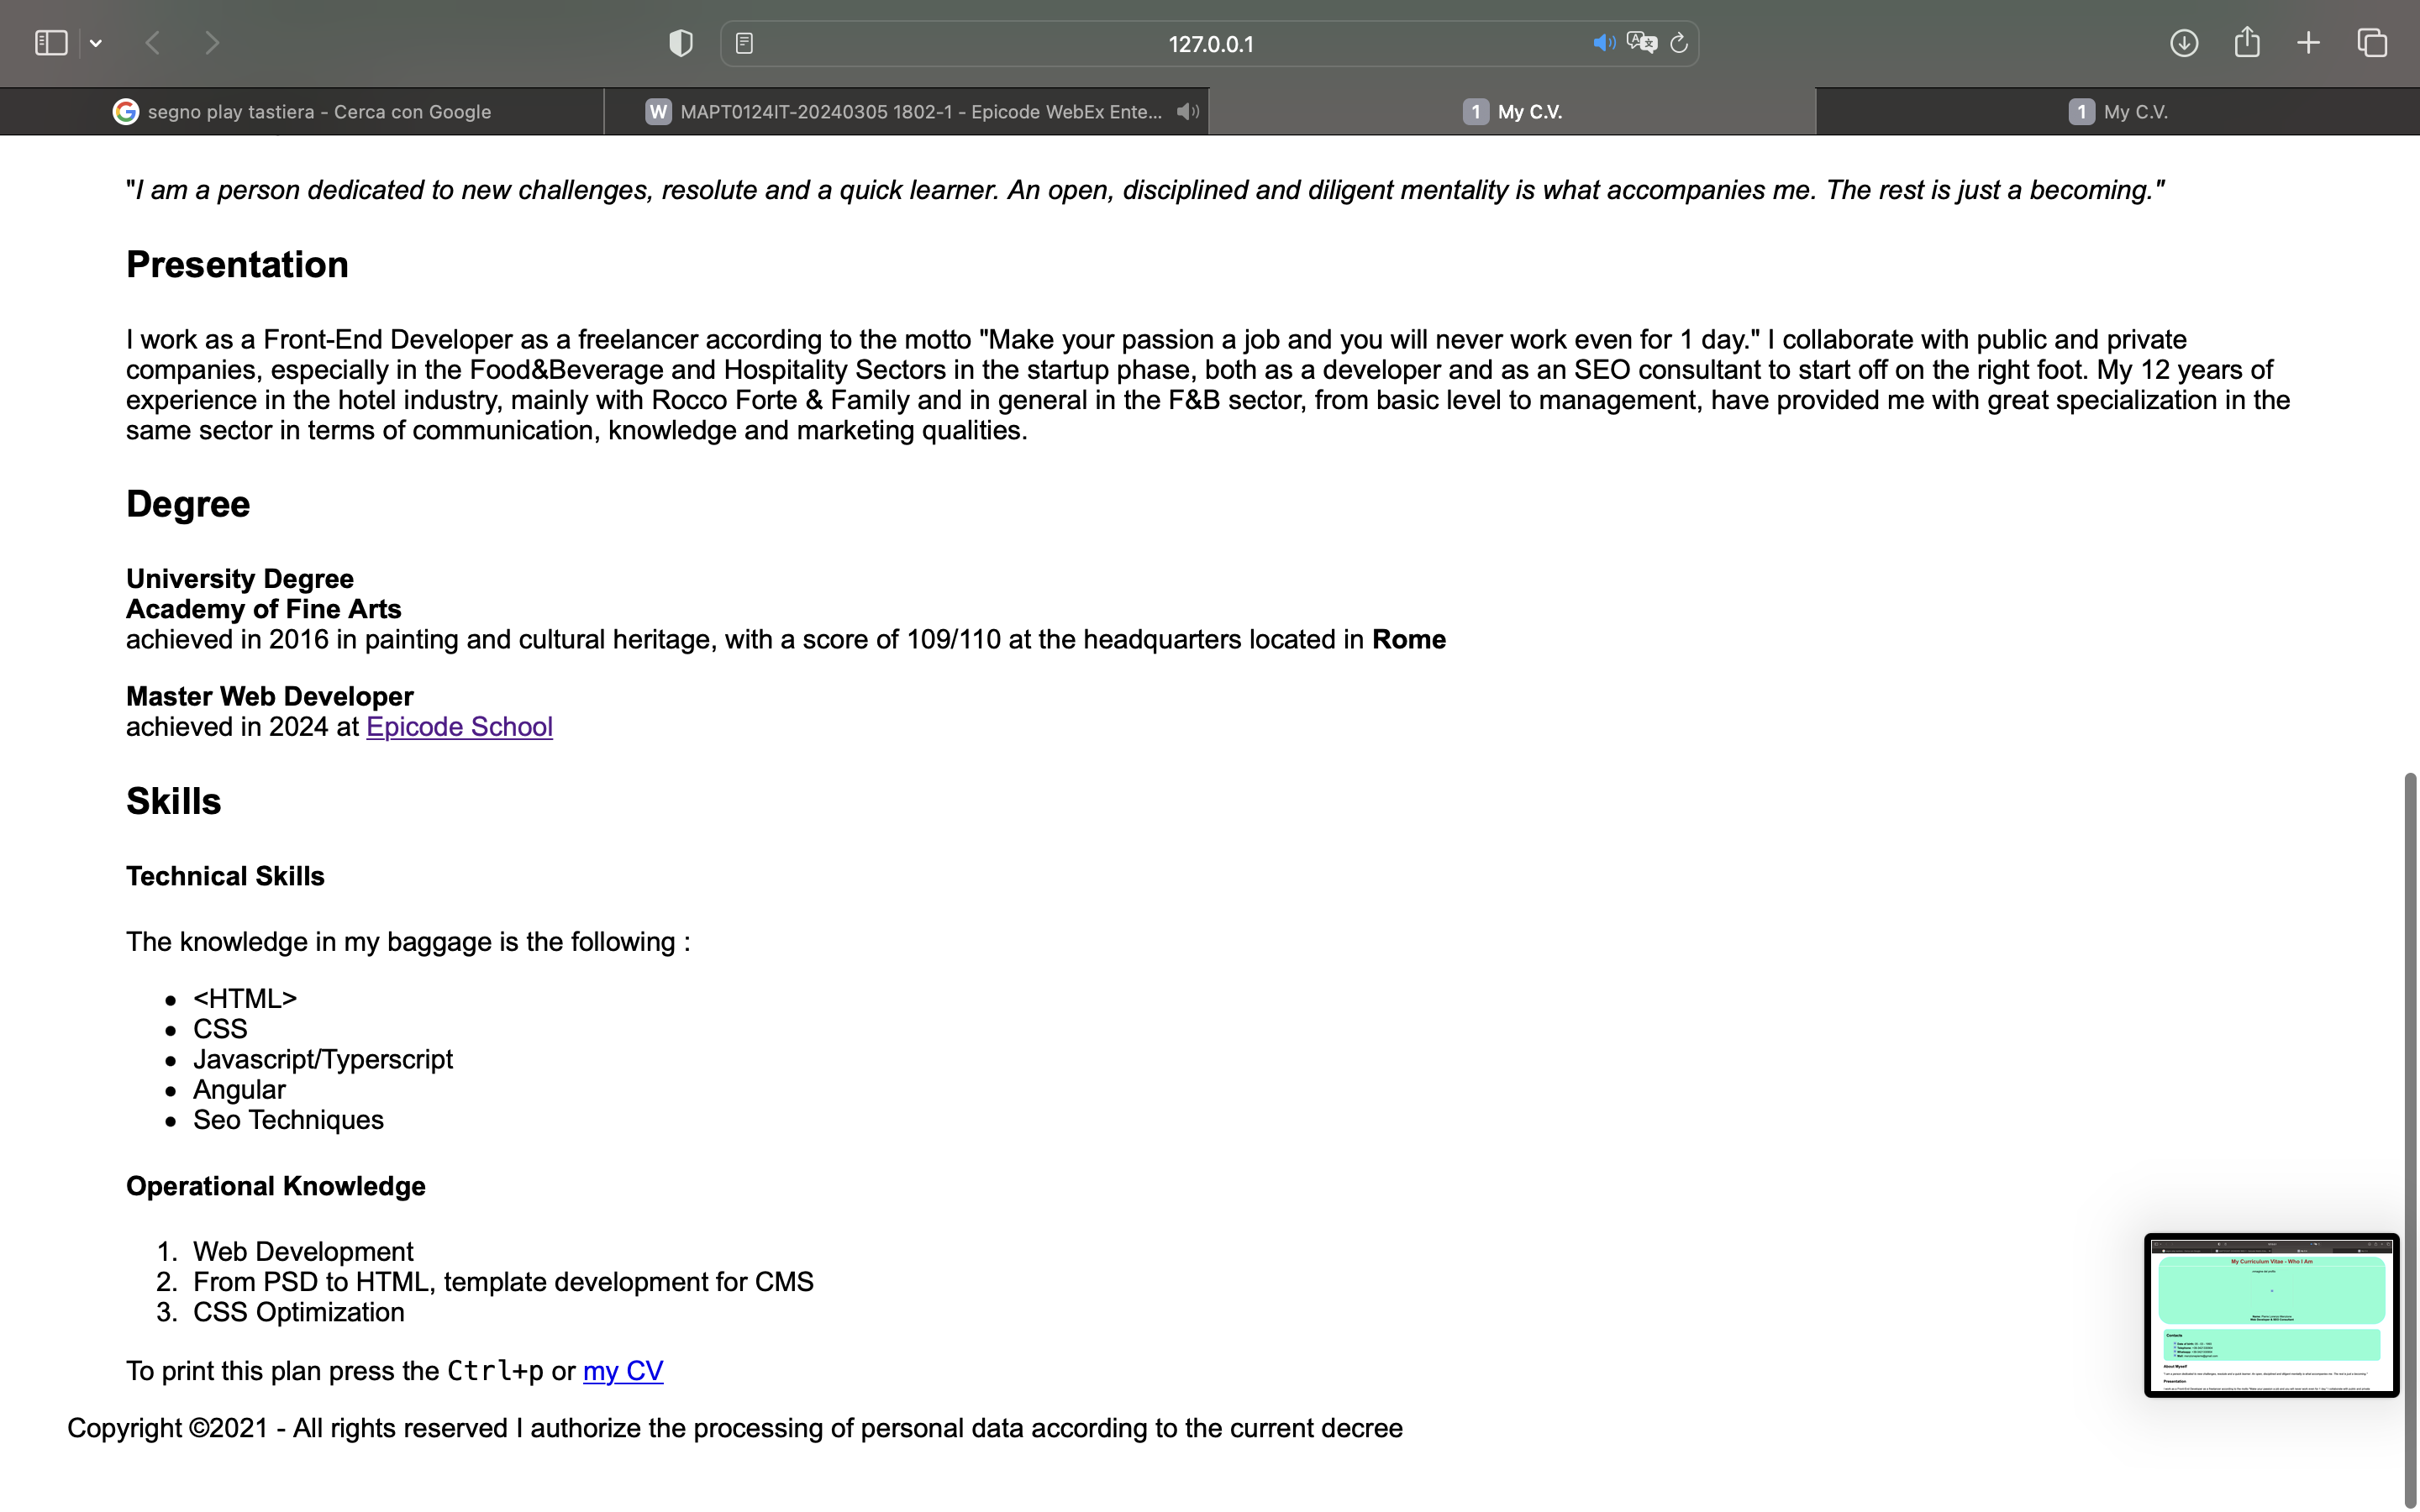 127.0.0.1
segno play tastiera - Cerca con Google
W MAPT0124IT-20240305 1802-1 - Epicode WebEx Ente...
1 My C.V.
1 My C.V.
"I am a person dedicated to new challenges, resolute and a quick learner. An open, disciplined and diligent mentality is what accompanies me. The rest is just a becoming."
Presentation
I work as a Front-End Developer as a freelancer according to the motto "Make your passion a job and you will never work even for 1 day." I collaborate with public and private
companies, especially in the Food&Beverage and Hospitality Sectors in the startup phase, both as a developer and as an SEO consultant to start off on the right foot. My 12 years of
experience in the hotel industry, mainly with Rocco Forte & Family and in general in the F&B sector, from basic level to management, have provided me with great specialization in the
same sector in terms of communication, knowledge and marketing qualities.
Degree
University Degree
Academy of Fine Arts
achieved in 2016 in painting and cultural heritage, with a score of 109/110 at the headquarters located in Rome
Master Web Developer
achieved in 2024 at Epicode School
Skills
Technical Skills
The knowledge in my baggage is the following :
<HTML>
CSS
Javascript/Typerscript
Angular
Seo Techniques
Operational Knowledge
1. Web Development
2. From PSD to HTML, template development for CMS
3. CSS Optimization
To print this plan press the Ctrl+p or my CV
Copyright ©2021 - All rights reserved I authorize the processing of personal data according to the current decree
My Curriculum Vitae - Who I Am
Contacts
About Myself
Presentation